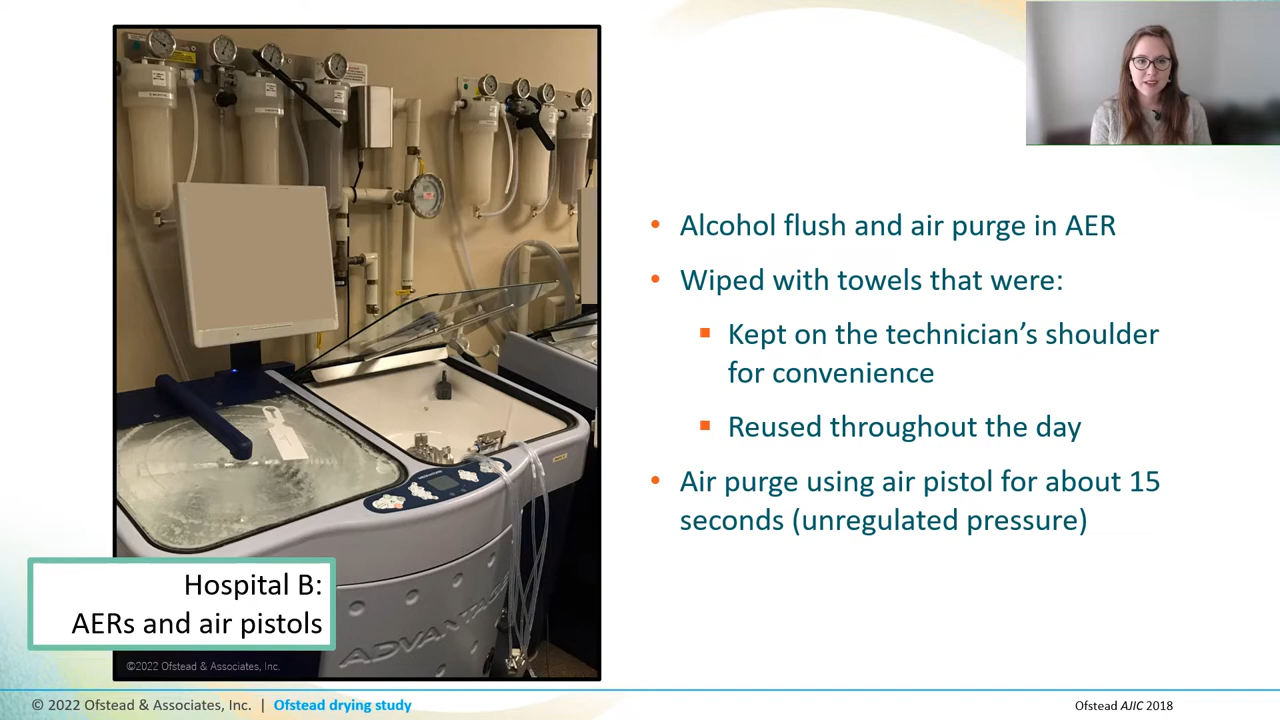 Alcohol flush and air purge in AER
Wiped with towels that were:
Kept on the technician's shoulder
for convenience
Reused throughout the day
Air purge using air pistol for about 15
seconds (unregulated pressure)
ADVANTAGE
Hospital B:
AERs and air pistols
©2022 Ofstead & Associates, Inc.
© 2022 Ofstead & Associates, Inc. | Ofstead drying study
Ofstead AJIC 2018